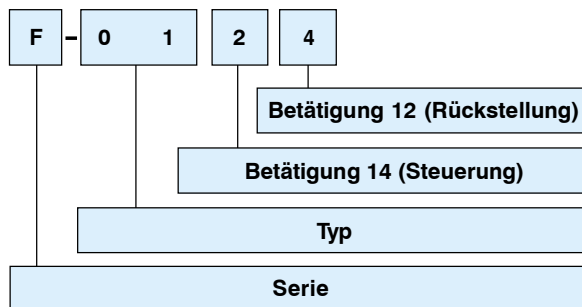 F - 0 1 2 4
Betätigung 12 (Rückstellung)
Betätigung 14 (Steuerung)
Typ
Serie